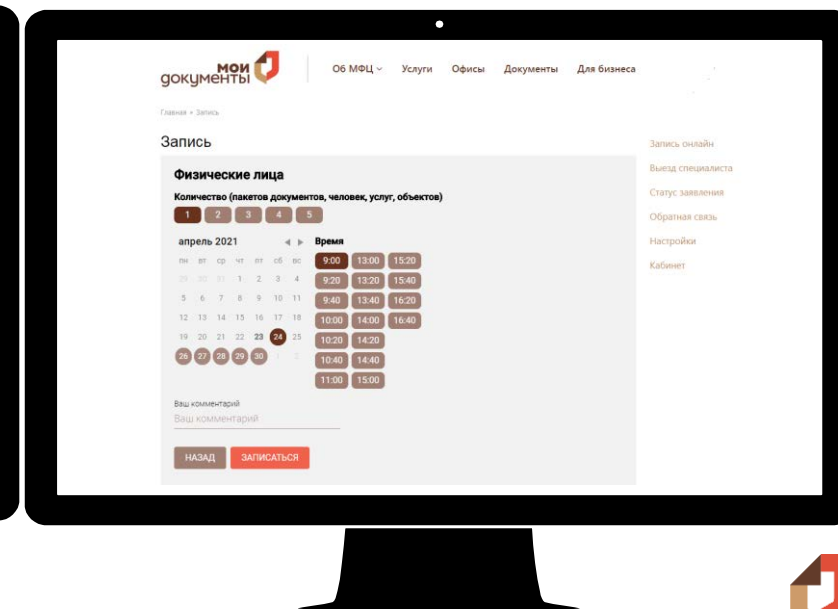 мои
документы
Об МФЦ Услуги Офисы Документы Для бизнеса
Главная » Запись
Запись
Физические лица
Количество (пакетов документов, человек, услуг, объектов)
1 2 3 4 5
апрель 2021
пн вт ср чт пт сб вс
29 30 31 1 2 3 4
5 6 7 8 9 10 11
12 13 14 15 16 17 18
19 20 21 22 23 24 25
26 27 28 29 30 1 2
Время
9:00 13:00 15:20
9:20 13:20 15:40
9:40 13:40 16:20
10:00 14:00 16:40
10:20 14:20
10:40 14:40
11:00 15:00
Ваш комментарий
Ваш комментарий
НАЗАД ЗАПИСАТЬСЯ
Запись онлайн
Выезд специалиста
Статус заявления
Обратная связь
Настройки
Кабинет